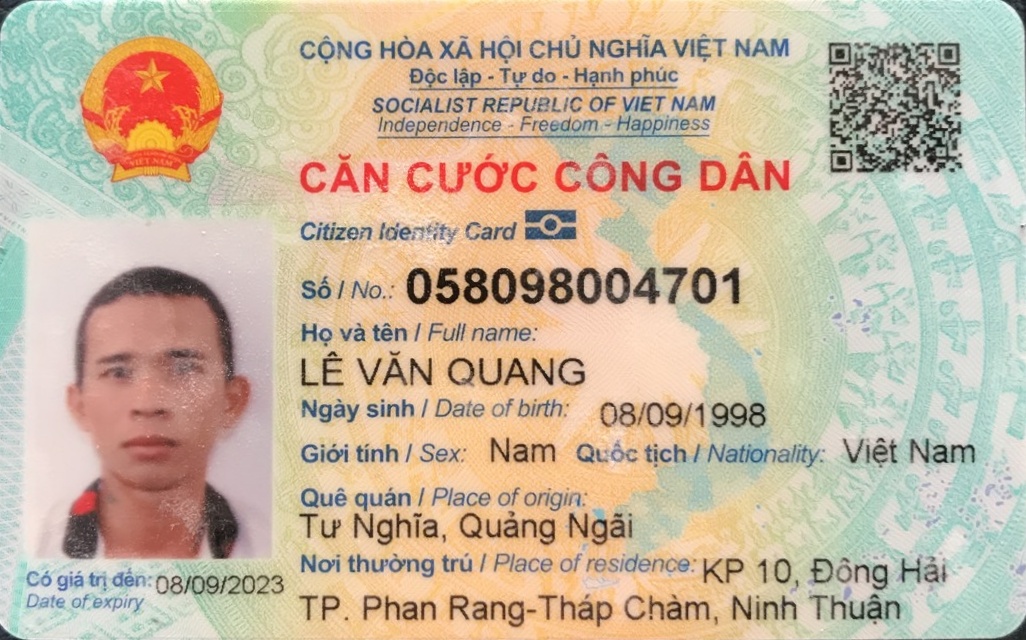 CỘNG HÒA XÃ HỘI CHỦ NGHĨA VIỆT NAM
Độc lập - Tự do - Hạnh phúc
SOCIALIST REPUBLIC OF VIET NAM
Independence - Freedom - Happiness
VIỆT NAM
CĂN CƯỚC CÔNG DÂN
Citizen Identity Card
Số / No.: 058098004701
Họ và tên / Full name:
LÊ VĂN QUANG
Ngày sinh / Date of birth: 08/09/1998
Giới tính / Sex: Nam Quốc tịch / Nationality: Việt Nam
Quê quán / Place of origin:
Tư Nghĩa, Quảng Ngãi
Nơi thường trú / Place of residence: KP 10, Đông Hải
TP. Phan Rang-Tháp Chàm, Ninh Thuận
Có giá trị đến: 08/09/2023
Date of expiry